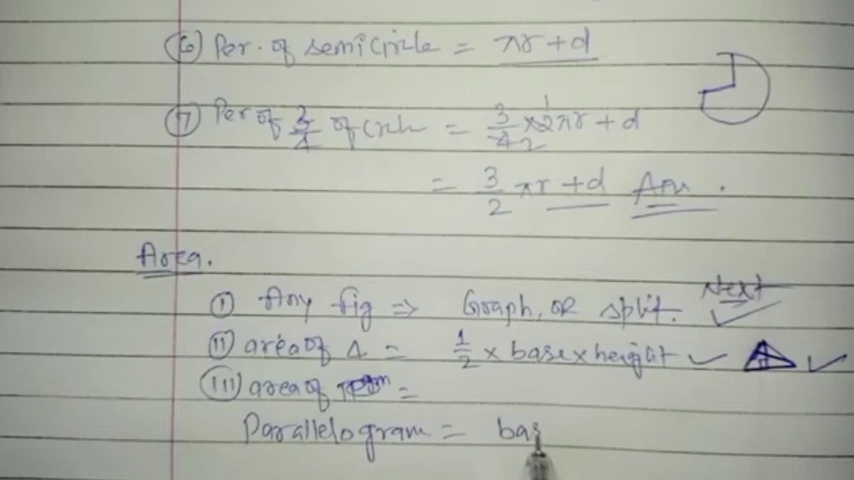 ⑥ Per. of semicircle = πr + d
⑦ Per of 3/4 of circle = 3/4 × 2πr + d
= 3/2 πr + d Ans.
Area.
Ⓘ Any fig ⇒ Graph, or split. Next
Ⓘ Ⓘ area of Δ = 1/2 × base × height
ⒾⒾⒾ area of =
Parallelogram = bas